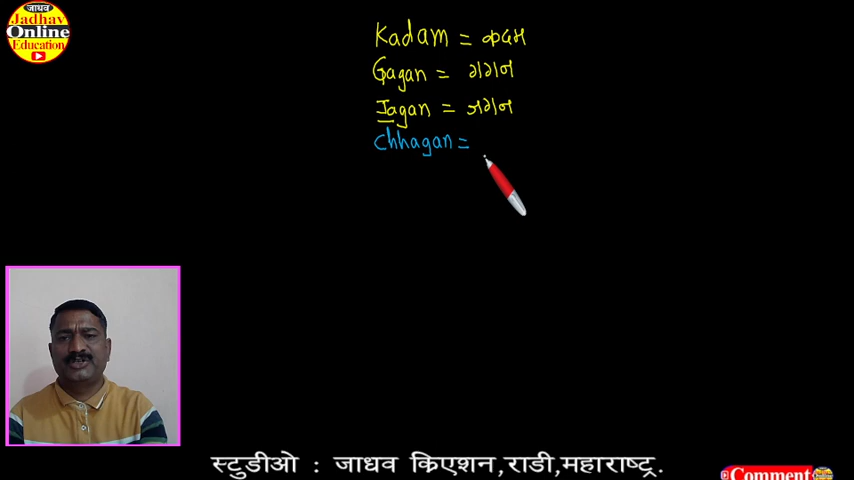 जाधव
Jadhav
Online
Education
Kadam = कदम
Gagan = गगन
Jagan = जगन
Chhagan =
स्टुडीओ : जाधव क्रिएशन,राडी,महाराष्ट्र.
Comment